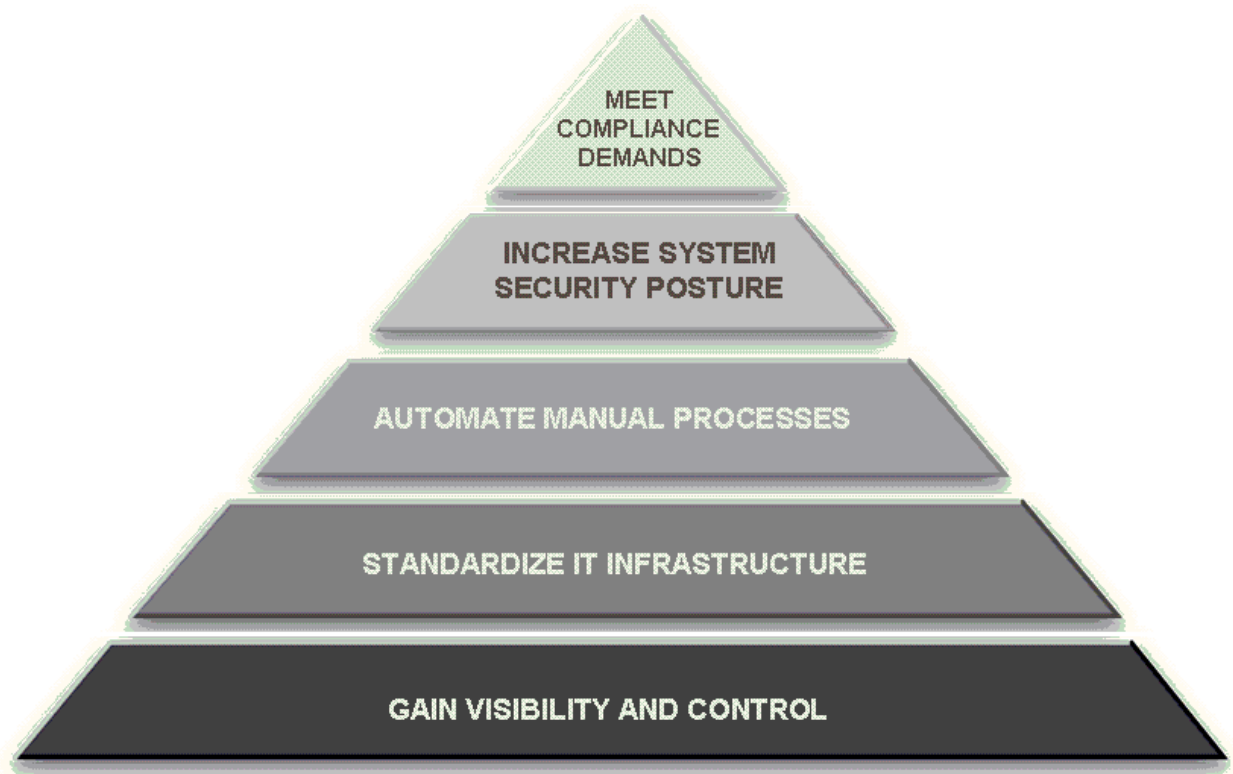 MEET
COMPLIANCE
DEMANDS
INCREASE SYSTEM
SECURITY POSTURE
AUTOMATE MANUAL PROCESSES
STANDARDIZE IT INFRASTRUCTURE
GAIN VISIBILITY AND CONTROL